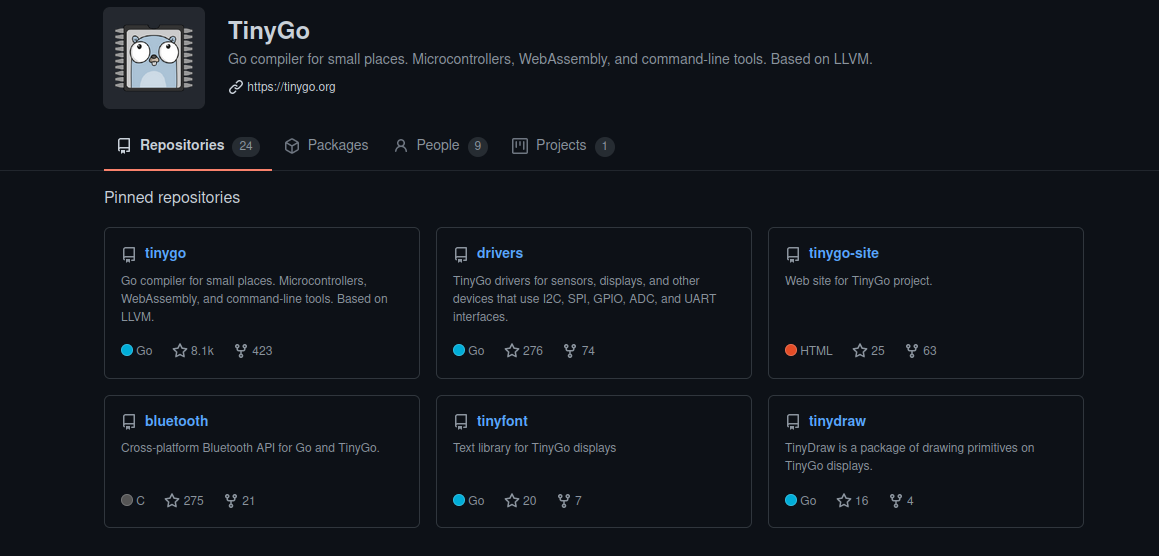 TinyGo
Go compiler for small places. Microcontrollers, WebAssembly, and command-line tools. Based on LLVM.
https://tinygo.org
Repositories 24 Packages People 9 Projects 1
Pinned repositories
tinygo
Go compiler for small places. Microcontrollers,
WebAssembly, and command-line tools. Based on
LLVM.
Go 8.1k 423
drivers
TinyGo drivers for sensors, displays, and other
devices that use I2C, SPI, GPIO, ADC, and UART
interfaces.
Go 276 74
tinygo-site
Web site for TinyGo project.
HTML 25 63
bluetooth
Cross-platform Bluetooth API for Go and TinyGo.
C 275 21
tinyfont
Text library for TinyGo displays
Go 20 7
tinydraw
TinyDraw is a package of drawing primitives on
TinyGo displays.
Go 16 4